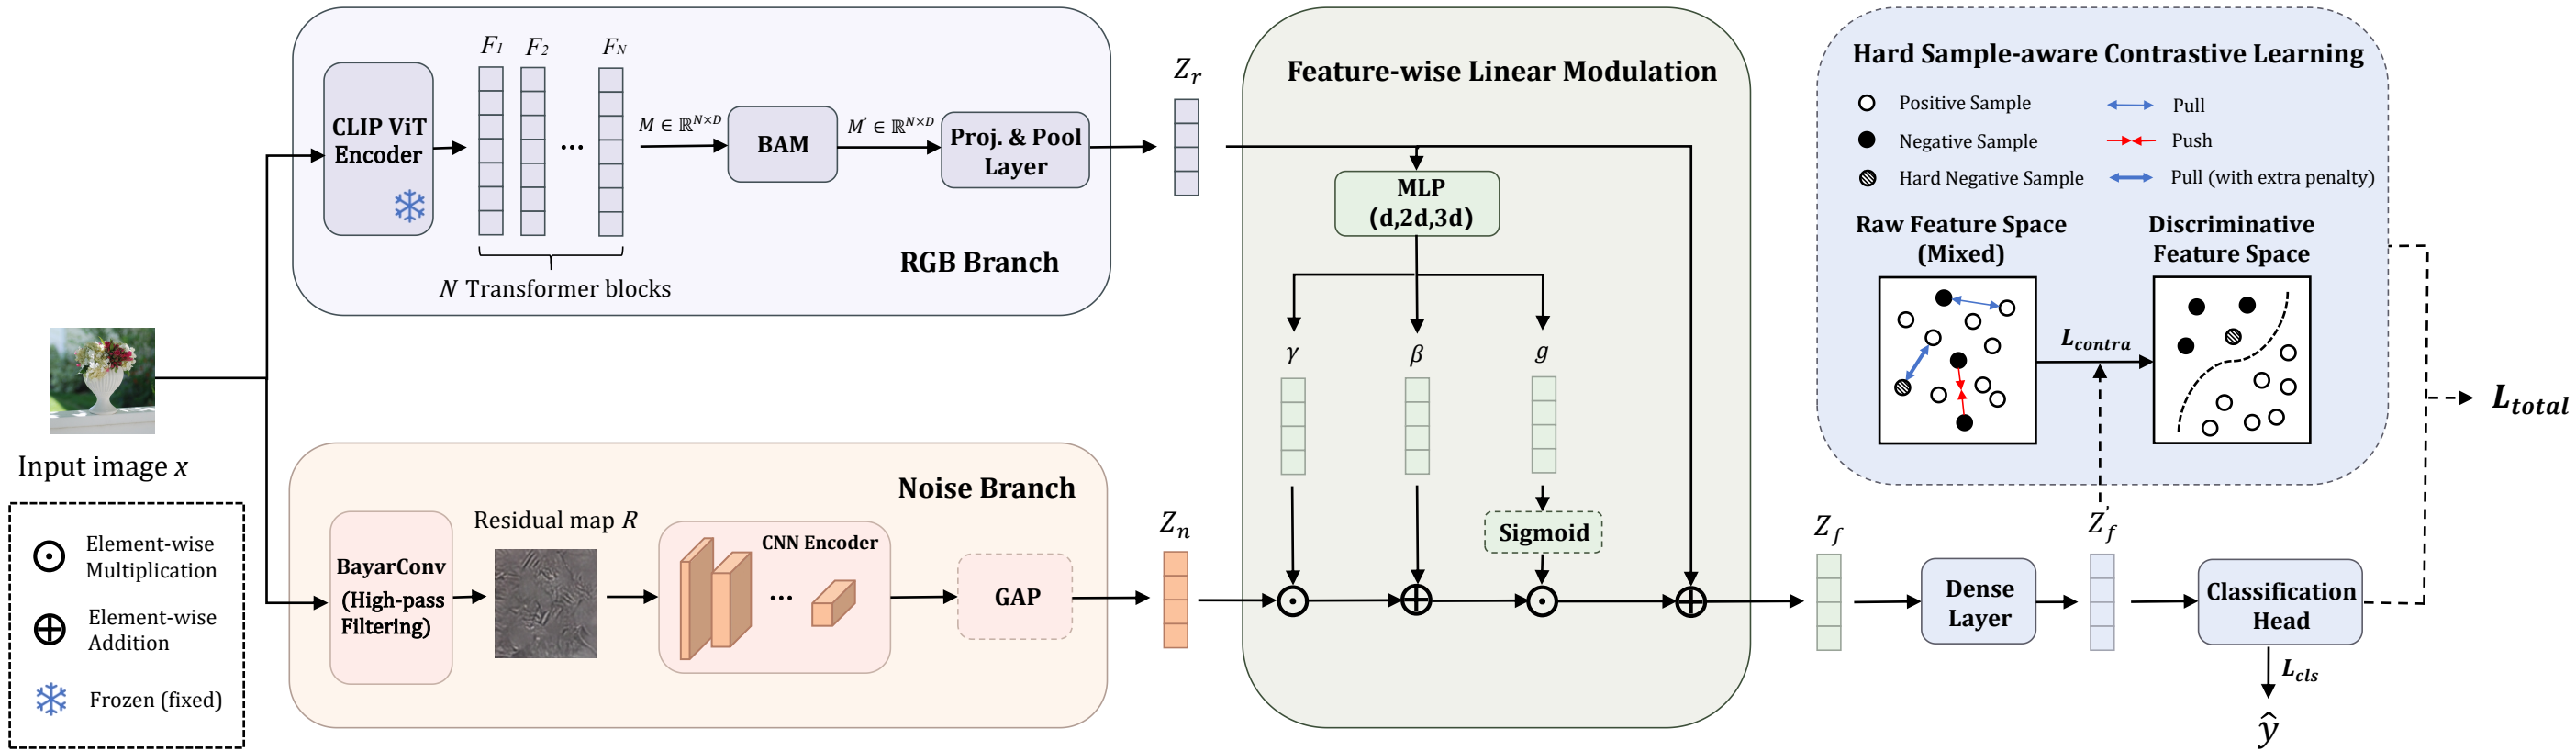 F1 F2 FN
CLIP ViT
Encoder
...
M ∈ ℝ^{N×D}
BAM
M' ∈ ℝ^{N×D}
Proj. & Pool
Layer
N Transformer blocks
RGB Branch
Z_r
Input image x
Element-wise
Multiplication
Element-wise
Addition
Frozen (fixed)
Noise Branch
BayarConv
(High-pass
Filtering)
Residual map R
CNN Encoder
...
GAP
Z_n
Feature-wise Linear Modulation
MLP
(d,2d,3d)
γ β g
Sigmoid
Z_f
Dense
Layer
Z'_f
Classification
Head
L_cls
ŷ
Hard Sample-aware Contrastive Learning
Positive Sample Pull
Negative Sample Push
Hard Negative Sample Pull (with extra penalty)
Raw Feature Space
(Mixed)
Discriminative
Feature Space
L_contra
L_total